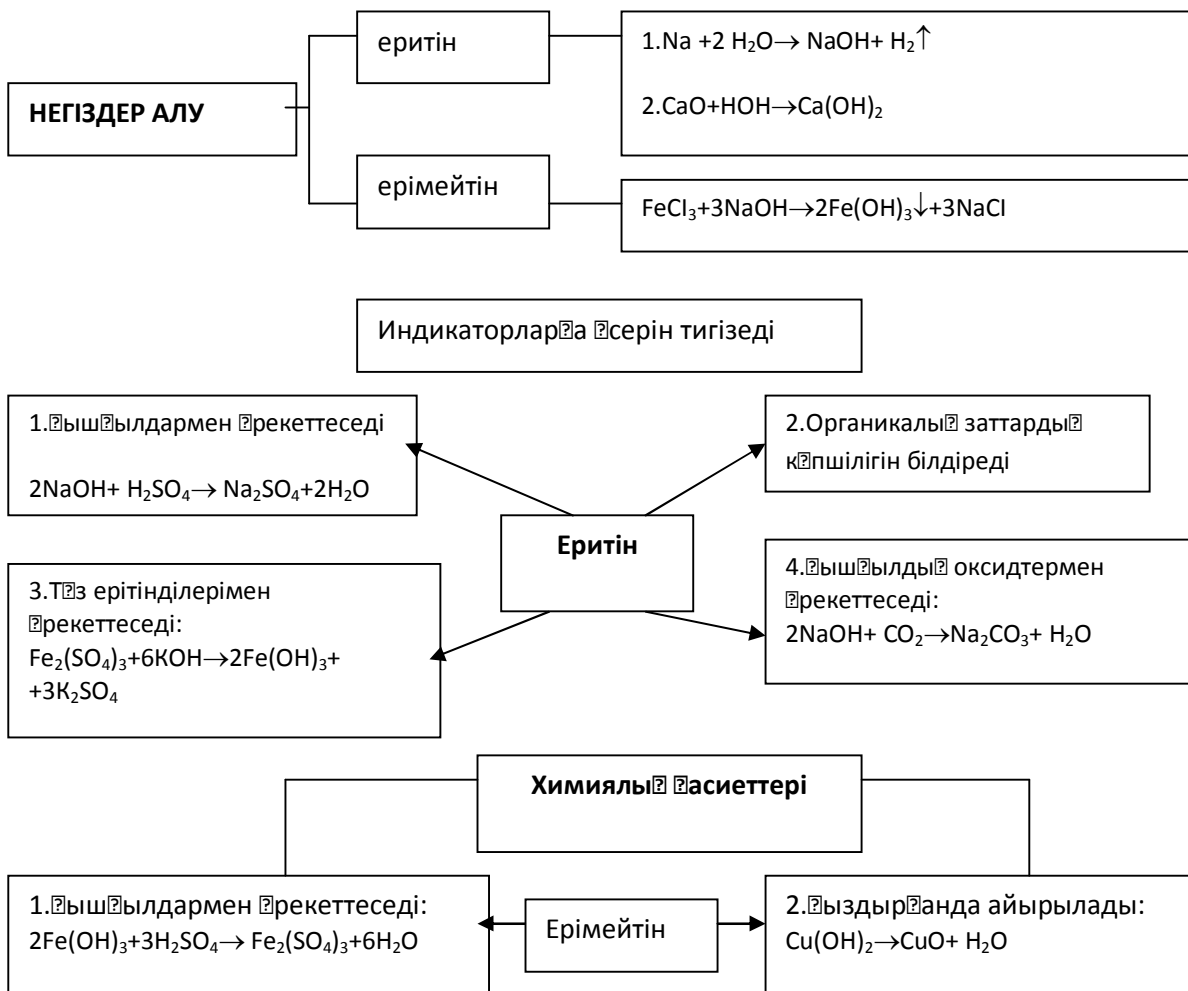 еритін
1.Na +2 H₂O→ NaOH+ H₂↑
НЕГІЗДЕР АЛУ
2.CaO+HOH→Ca(OH)₂
ерімейтін
FeCI₃+3NaOH→2Fe(OH)₃↓+3NaCI
Индикаторлар⍰а ⍰серін тигізеді
1.⍰ыш⍰ылдармен ⍰рекеттеседі
2NaOH+ H₂SO₄→ Na₂SO₄+2H₂O
2.Органикалы⍰ заттарды⍰
к⍰пшілігін білдіреді
Еритін
3.Т⍰з ерітінділерімен
⍰рекеттеседі:
Fe₂(SO₄)₃+6КОН→2Fe(OH)₃+
+3К₂SO₄
4.⍰ыш⍰ылды⍰ оксидтермен
⍰рекеттеседі:
2NaOH+ CO₂→Na₂CO₃+ H₂O
Химиялы⍰ ⍰асиеттері
1.⍰ыш⍰ылдармен ⍰рекеттеседі:
2Fe(OH)₃+3H₂SO₄→ Fe₂(SO₄)₃+6H₂O
Ерімейтін
2.⍰ыздыр⍰анда айырылады:
Cu(OH)₂→CuO+ H₂O